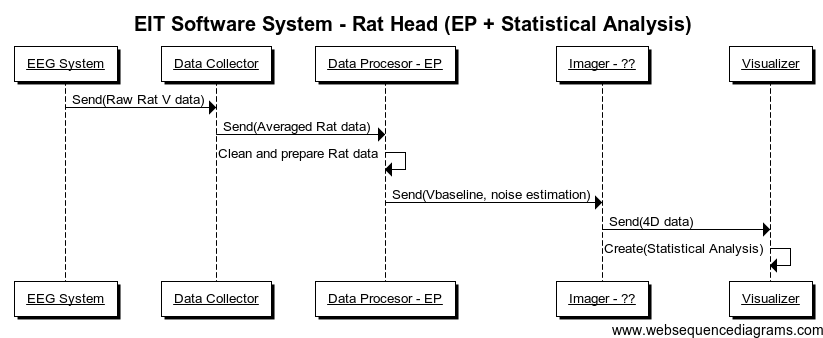 EIT Software System - Rat Head (EP + Statistical Analysis)
EEG System
Data Collector
Data Procesor - EP
Imager - ??
Visualizer
Send(Raw Rat V data)
Send(Averaged Rat data)
Clean and prepare Rat data
Send(Vbaseline, noise estimation)
Send(4D data)
Create(Statistical Analysis)
EEG System
Data Collector
Data Procesor - EP
Imager - ??
Visualizer
www.websequencediagrams.com